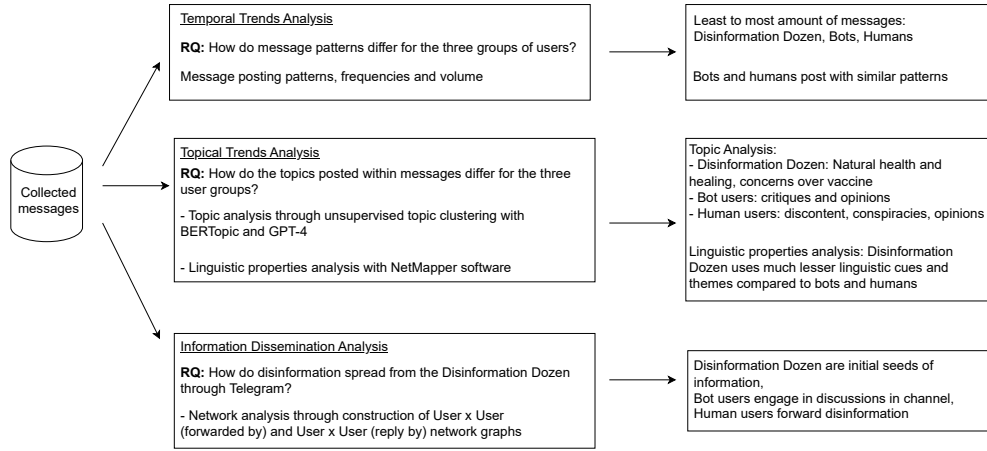 Collected
messages
Temporal Trends Analysis
RQ: How do message patterns differ for the three groups of users?
Message posting patterns, frequencies and volume
Least to most amount of messages:
Disinformation Dozen, Bots, Humans
Bots and humans post with similar patterns
Topical Trends Analysis
RQ: How do the topics posted within messages differ for the three
user groups?
- Topic analysis through unsupervised topic clustering with
BERTopic and GPT-4
- Linguistic properties analysis with NetMapper software
Topic Analysis:
- Disinformation Dozen: Natural health and
healing, concerns over vaccine
- Bot users: critiques and opinions
- Human users: discontent, conspiracies, opinions
Linguistic properties analysis: Disinformation
Dozen uses much lesser linguistic cues and
themes compared to bots and humans
Information Dissemination Analysis
RQ: How do disinformation spread from the Disinformation Dozen
through Telegram?
- Network analysis through construction of User x User
(forwarded by) and User x User (reply by) network graphs
Disinformation Dozen are initial seeds of
information,
Bot users engage in discussions in channel,
Human users forward disinformation